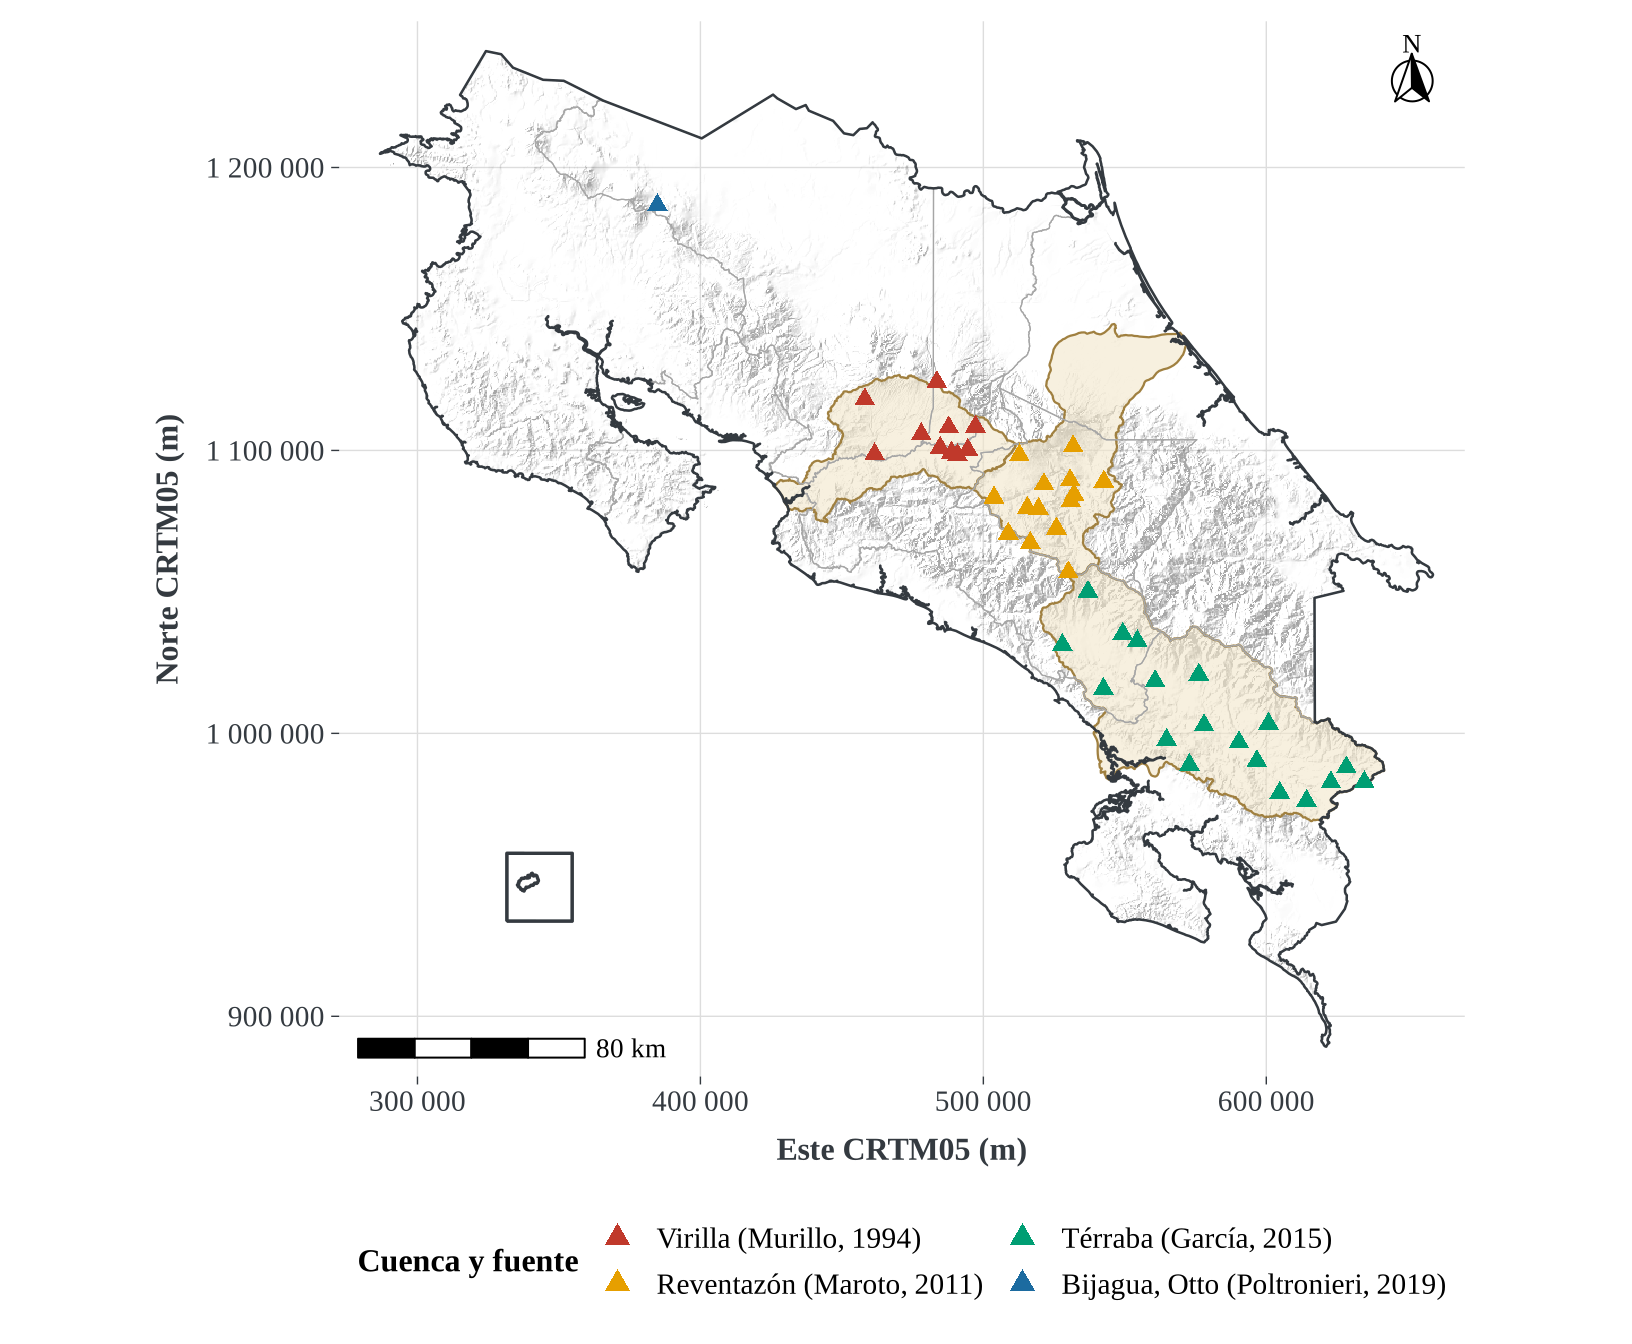 N
1 200 000
1 100 000
1 000 000
900 000
Norte CRTM05 (m)
80 km
300 000
400 000
500 000
600 000
Este CRTM05 (m)
Cuenca y fuente
Virilla (Murillo, 1994)
Reventazón (Maroto, 2011)
Térraba (García, 2015)
Bijagua, Otto (Poltronieri, 2019)